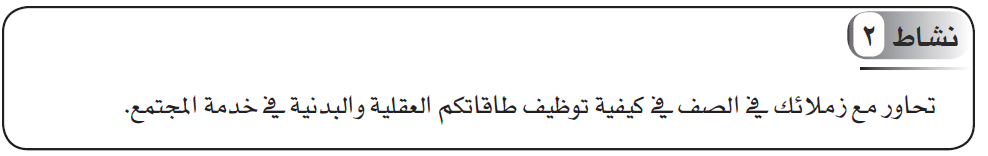 نشاط ٢
تحاور مع زملائك في الصف في كيفية توظيف طاقاتكم العقلية والبدنية في خدمة المجتمع.